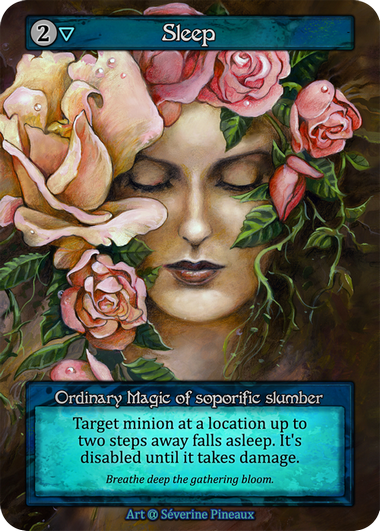 2 Sleep
Ordinary Magic of soporific slumber
Target minion at a location up to
two steps away falls asleep. It's
disabled until it takes damage.
Breathe deep the gathering bloom.
Art @ Séverine Pineaux